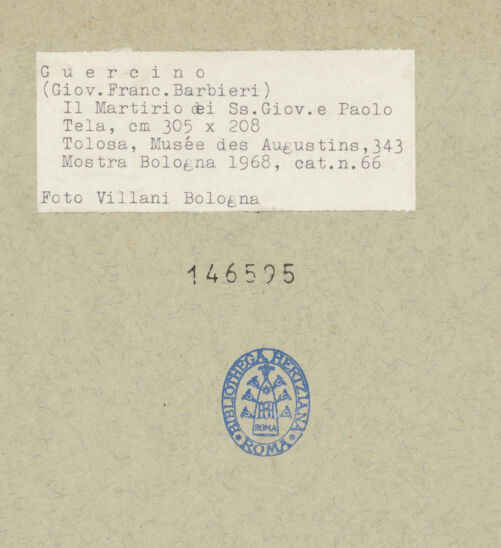 G u e r c i n o
(Giov.Franc.Barbieri)
Il Martirio dei Ss.Giov.e Paolo
Tela, cm 305 x 208
Tolosa, Musée des Augustins,343
Mostra Bologna 1968, cat.n.66
Foto Villani Bologna
146595
BIBLIOTHECA HERTZIANA
BH
ROMA
ROMA